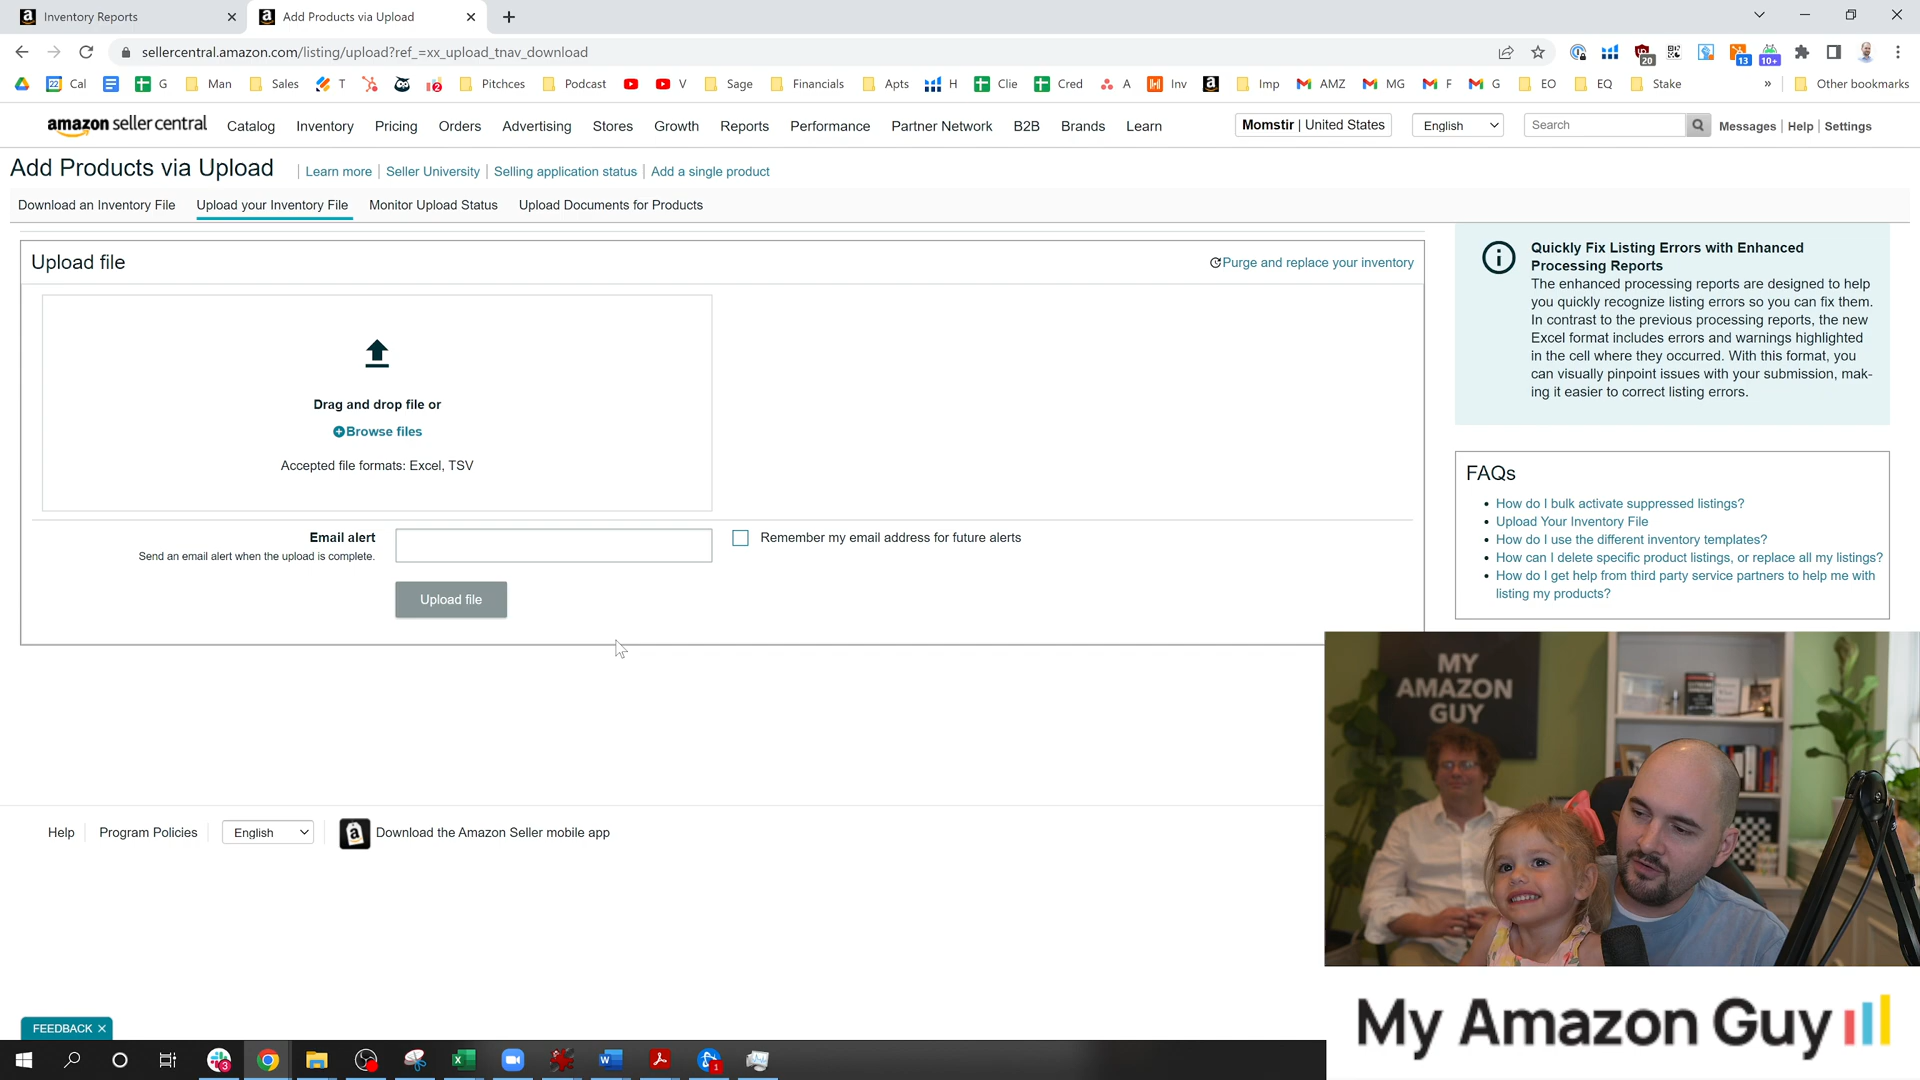 Inventory Reports
Add Products via Upload
sellercentral.amazon.com/listing/upload?ref_=xx_upload_tnav_download
20
13
10+
22
Cal
G
Man
Sales
T
2
Pitchces
Podcast
V
Sage
Financials
Apts
H
Clie
Cred
A
Inv
Imp
AMZ
MG
F
G
EO
EQ
Stake
»
Other bookmarks
amazon seller central
Catalog
Inventory
Pricing
Orders
Advertising
Stores
Growth
Reports
Performance
Partner Network
B2B
Brands
Learn
Momstir | United States
English
Search
Messages | Help | Settings
Add Products via Upload
| Learn more | Seller University | Selling application status | Add a single product
Download an Inventory File
Upload your Inventory File
Monitor Upload Status
Upload Documents for Products
Upload file
Purge and replace your inventory
Drag and drop file or
Browse files
Accepted file formats: Excel, TSV
Email alert
Send an email alert when the upload is complete.
Remember my email address for future alerts
Upload file
Quickly Fix Listing Errors with Enhanced
Processing Reports
The enhanced processing reports are designed to help
you quickly recognize listing errors so you can fix them.
In contrast to the previous processing reports, the new
Excel format includes errors and warnings highlighted
in the cell where they occurred. With this format, you
can visually pinpoint issues with your submission, mak-
ing it easier to correct listing errors.
FAQs
• How do I bulk activate suppressed listings?
• Upload Your Inventory File
• How do I use the different inventory templates?
• How can I delete specific product listings, or replace all my listings?
• How do I get help from third party service partners to help me with
listing my products?
MY
AMAZON
GUY
Help
Program Policies
English
Download the Amazon Seller mobile app
FEEDBACK ×
My Amazon Guy
3
1